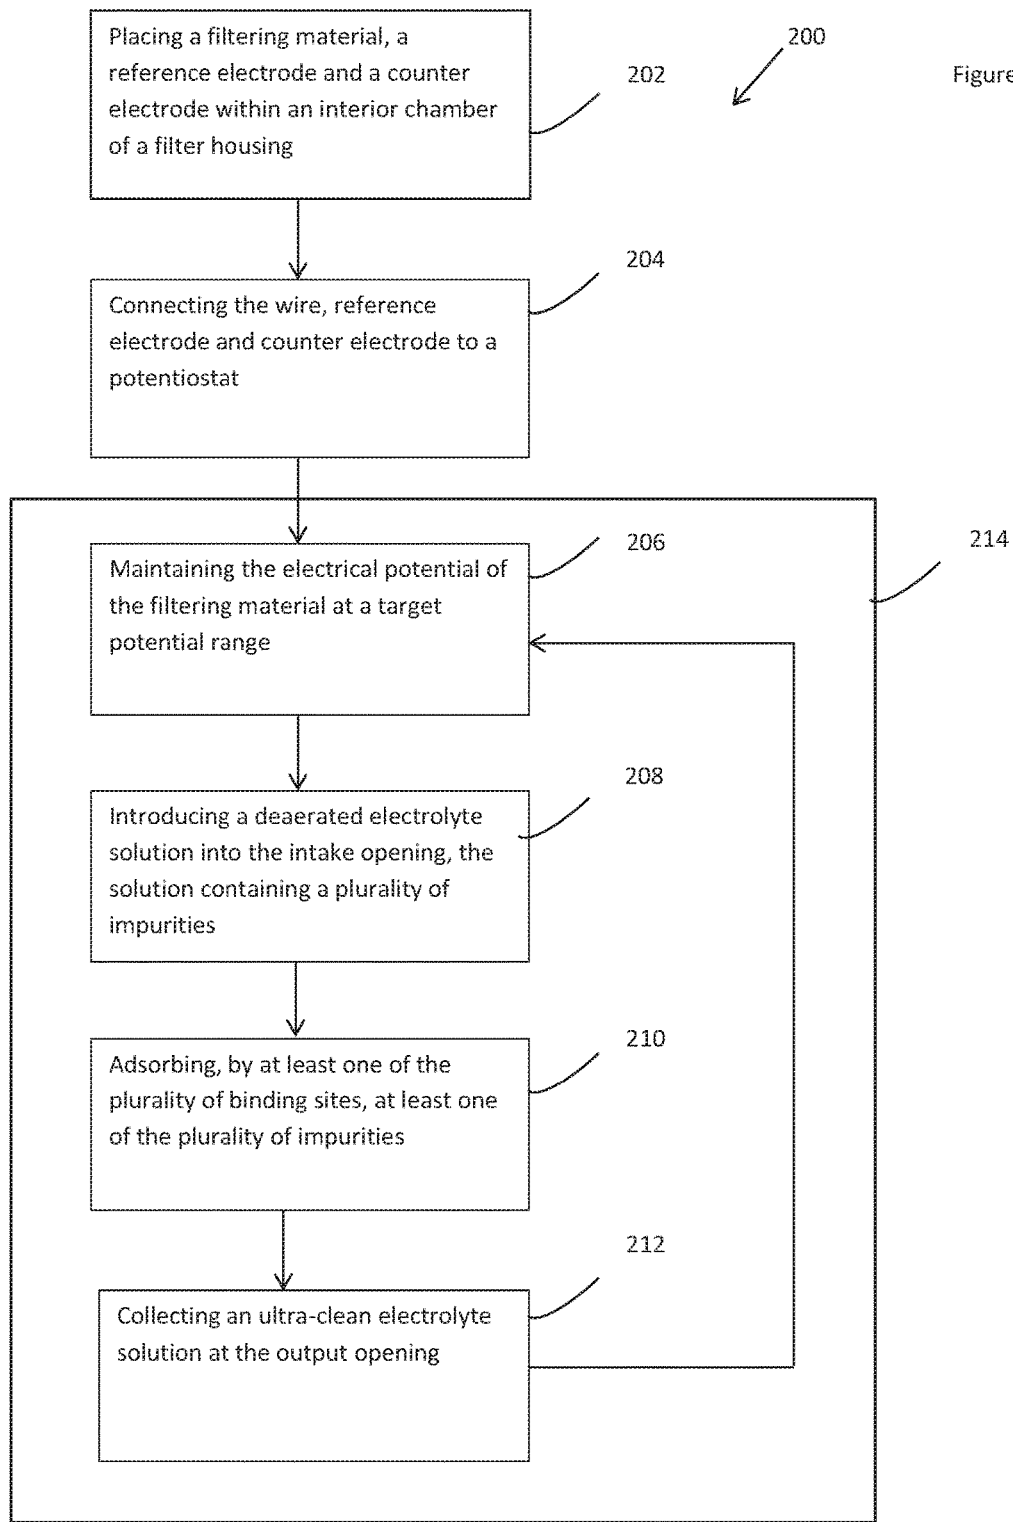 Placing a filtering material, a
reference electrode and a counter
electrode within an interior chamber
of a filter housing
202
200
Figure
Connecting the wire, reference
electrode and counter electrode to a
potentiostat
204
Maintaining the electrical potential of
the filtering material at a target
potential range
206
214
Introducing a deaerated electrolyte
solution into the intake opening, the
solution containing a plurality of
impurities
208
Adsorbing, by at least one of the
plurality of binding sites, at least one
of the plurality of impurities
210
Collecting an ultra-clean electrolyte
solution at the output opening
212